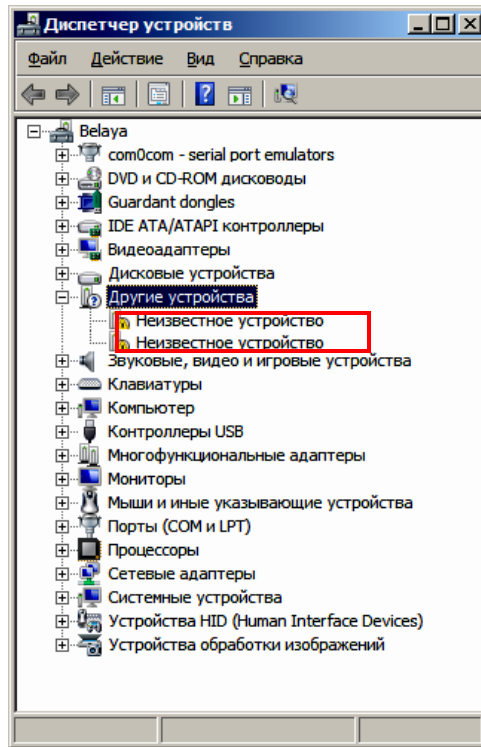 Диспетчер устройств
Файл Действие Вид Справка
Belaya
com0com - serial port emulators
DVD и CD-ROM дисководы
Guardant dongles
IDE ATA/ATAPI контроллеры
Видеоадаптеры
Дисковые устройства
Другие устройства
Неизвестное устройство
Неизвестное устройство
Звуковые, видео и игровые устройства
Клавиатуры
Компьютер
Контроллеры USB
Многофункциональные адаптеры
Мониторы
Мыши и иные указывающие устройства
Порты (COM и LPT)
Процессоры
Сетевые адаптеры
Системные устройства
Устройства HID (Human Interface Devices)
Устройства обработки изображений